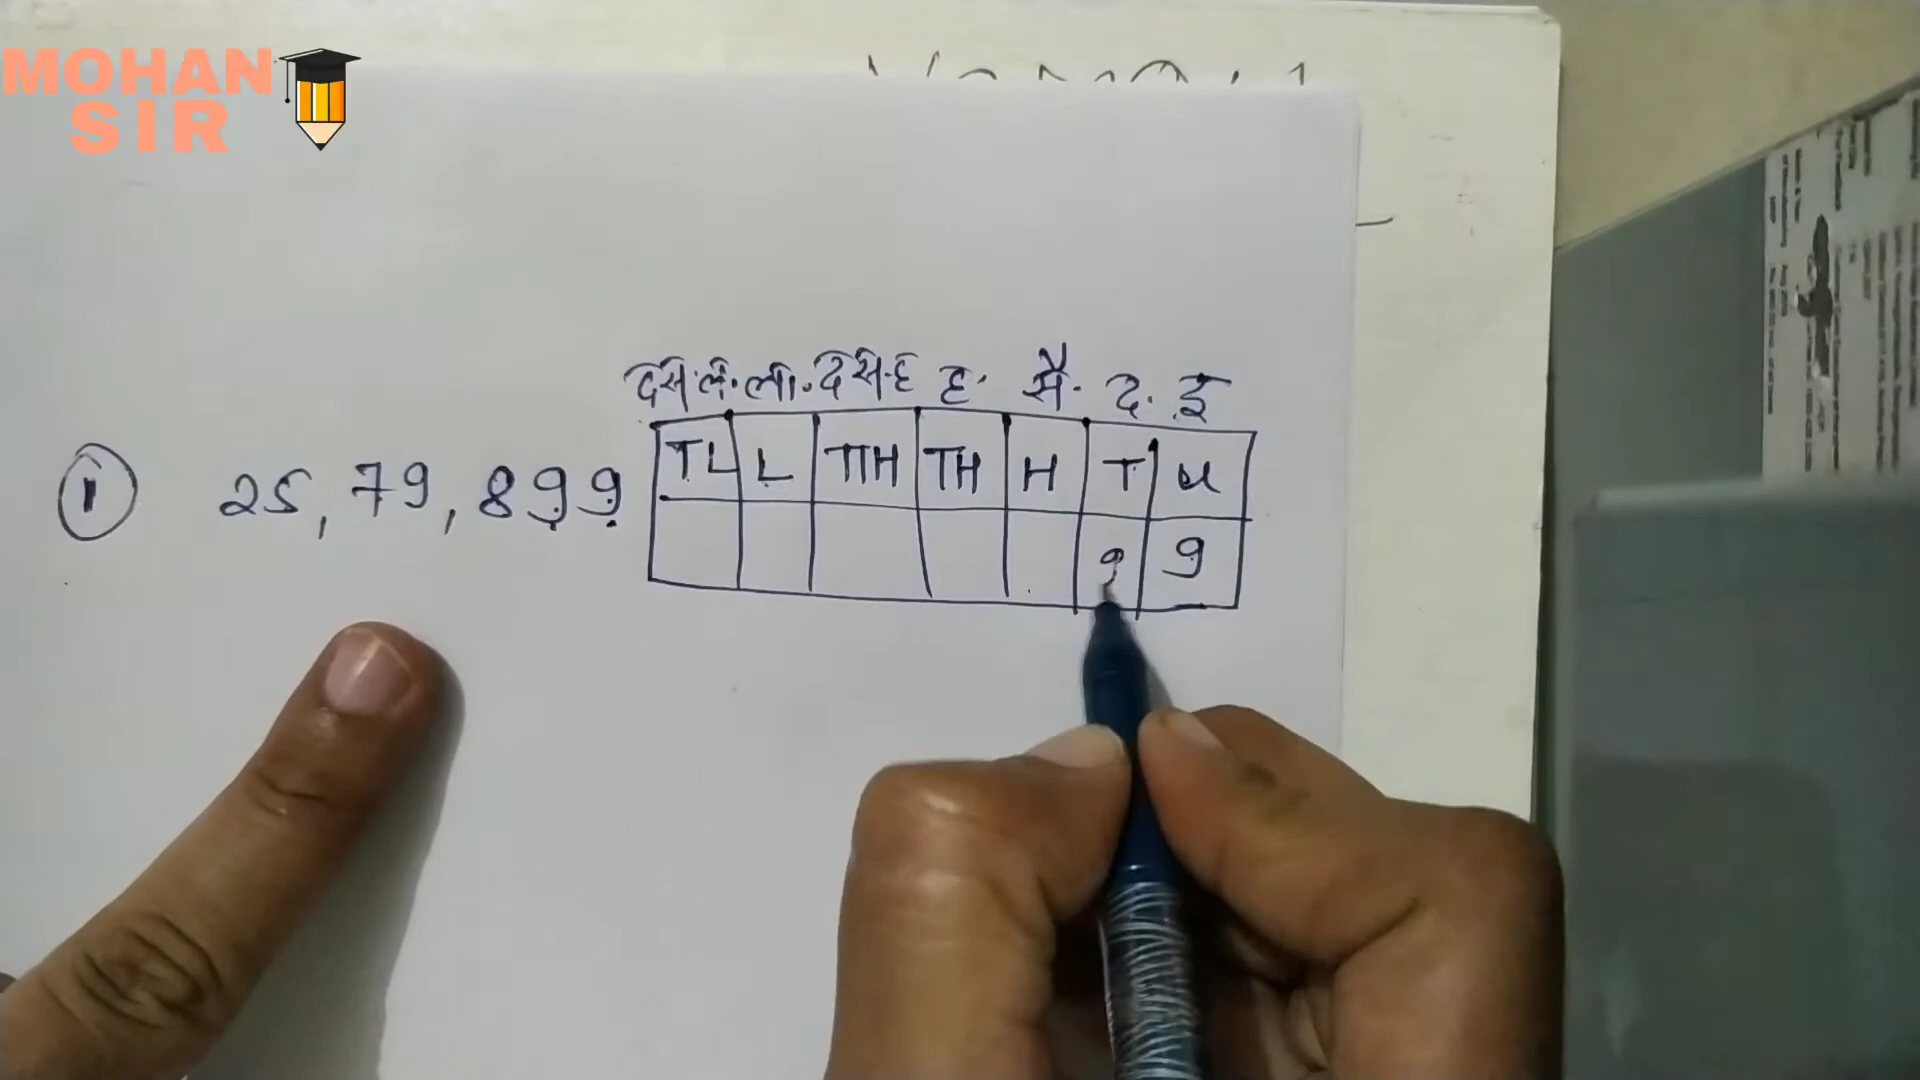 MOHAN
SIR
दस.ल. ला. दस.ह ह. सै. द. इ
① 25,79,899
TL L TTH TH H T U
9 9